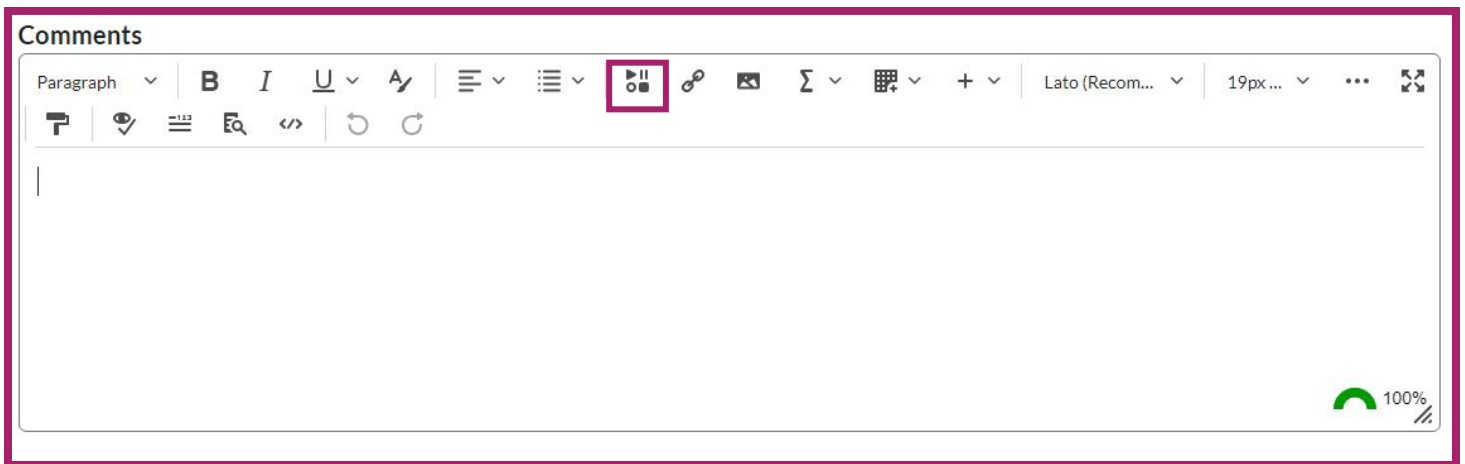 Comments
Paragraph B I U A Σ + Lato (Recom... 19px ... ...
</>
100%